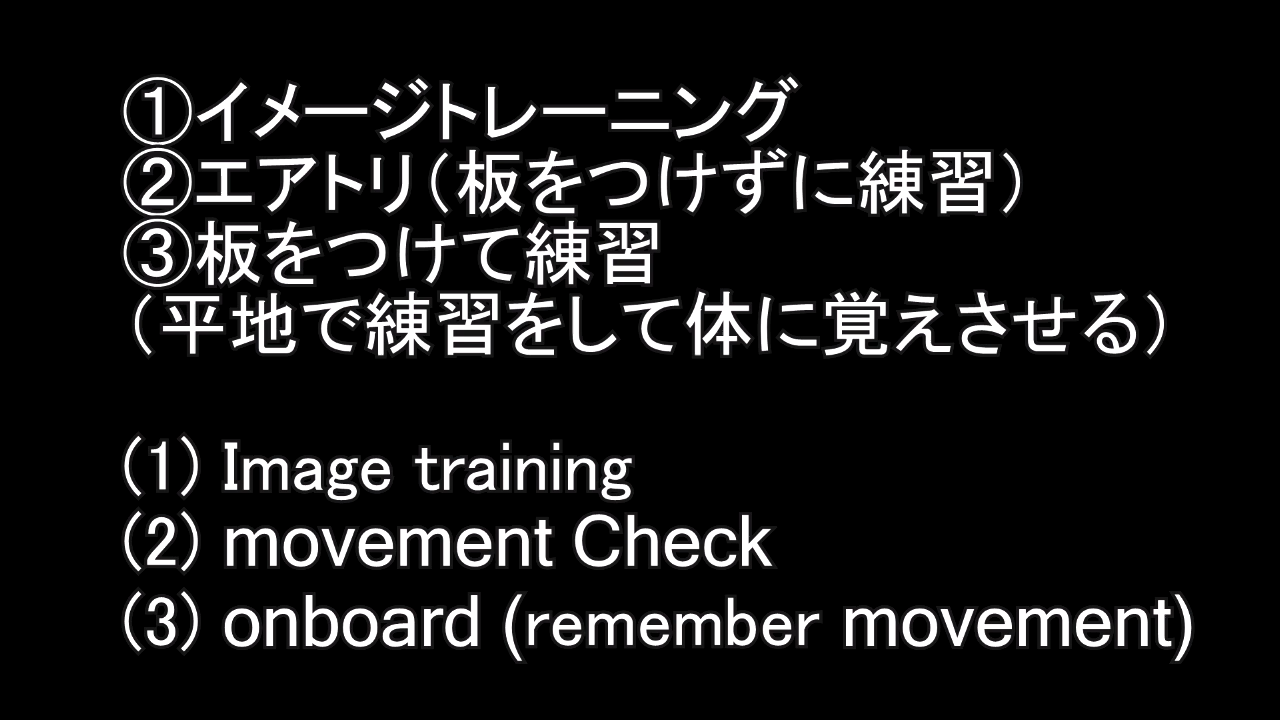 ①イメージトレーニング
②エアトリ（板をつけずに練習）
③板をつけて練習
（平地で練習をして体に覚えさせる）
(1) Image training
(2) movement Check
(3) onboard (remember movement)